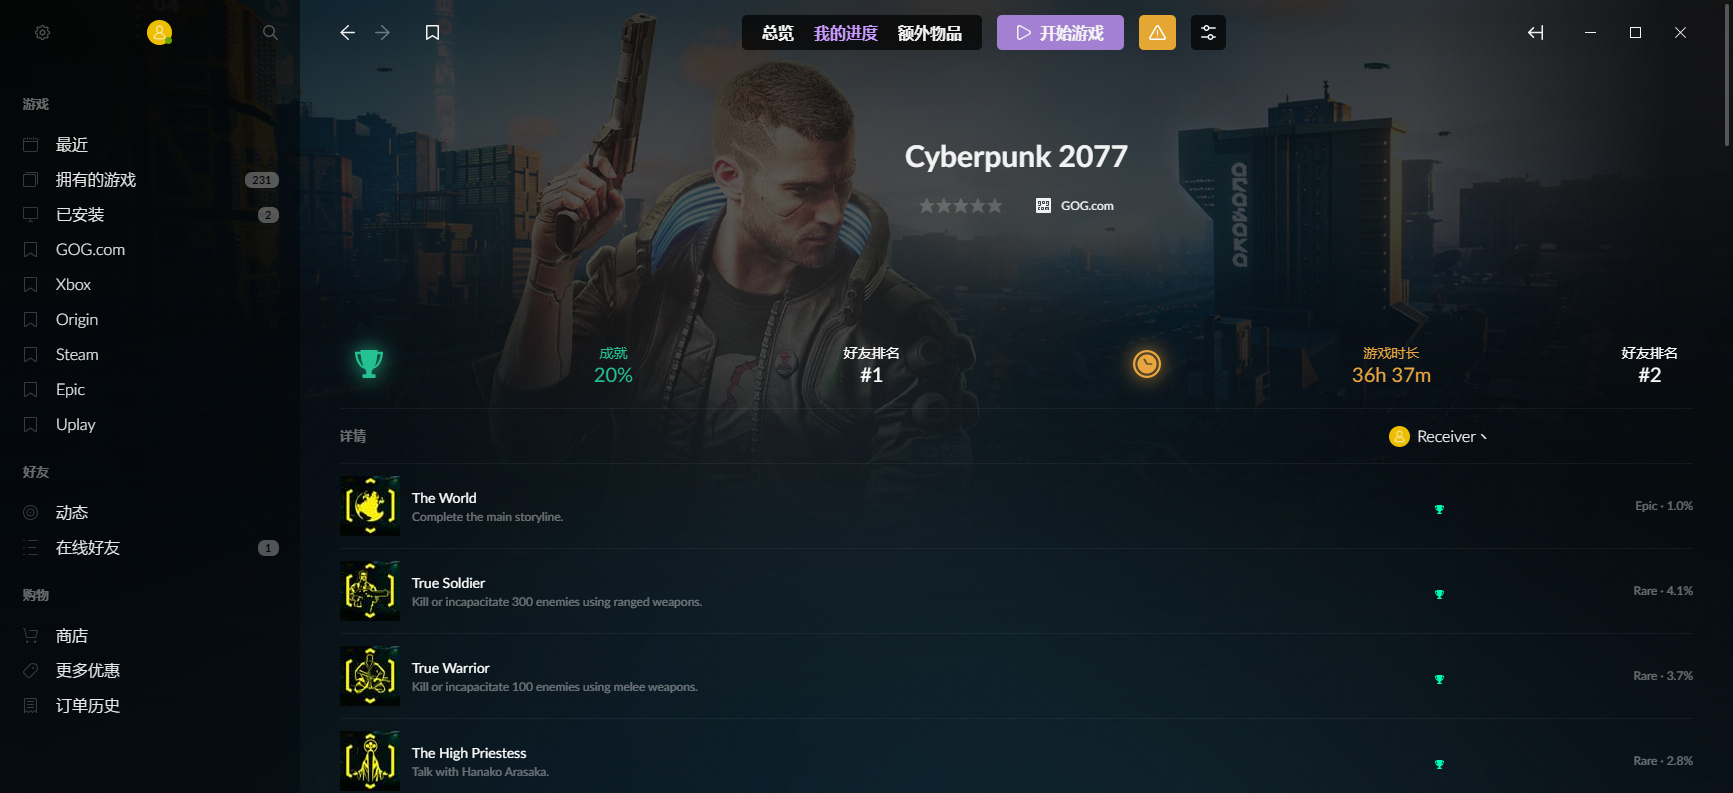 游戏
最近
拥有的游戏 231
已安装 2
GOG.com
Xbox
Origin
Steam
Epic
Uplay
好友
动态
在线好友 1
购物
商店
更多优惠
订单历史
总览 我的进度 额外物品 开始游戏
Cyberpunk 2077
GOG.com
成就
20%
好友排名
#1
游戏时长
36h 37m
好友排名
#2
详情
Receiver
The World
Complete the main storyline.
Epic · 1.0%
True Soldier
Kill or incapacitate 300 enemies using ranged weapons.
Rare · 4.1%
True Warrior
Kill or incapacitate 100 enemies using melee weapons.
Rare · 3.7%
The High Priestess
Talk with Hanako Arasaka.
Rare · 2.8%